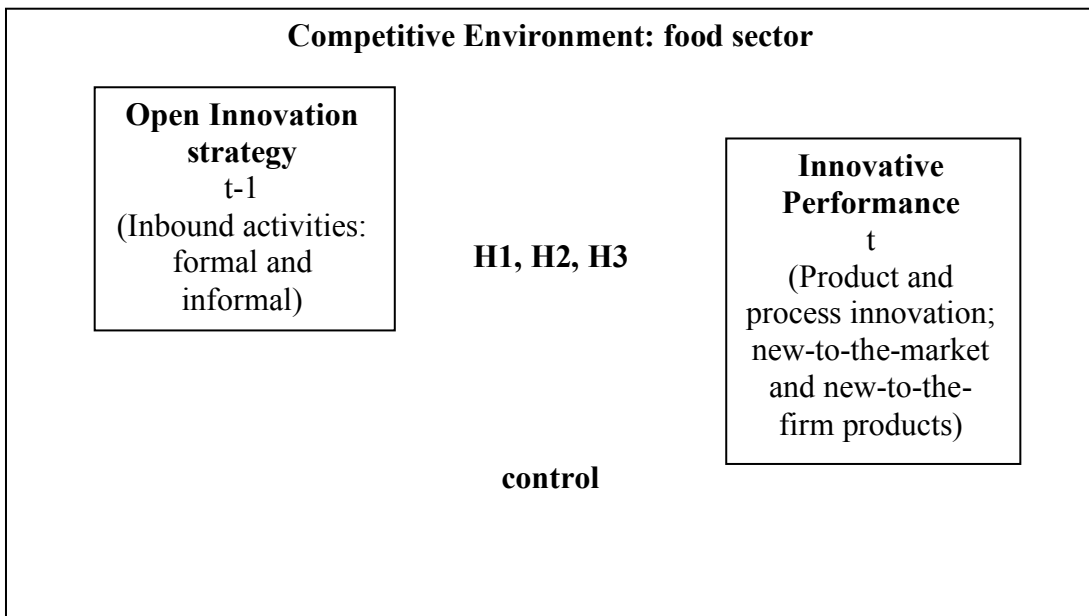 Competitive Environment: food sector
Open Innovation
strategy
t-1
(Inbound activities:
formal and
informal)
H1, H2, H3
Innovative
Performance
t
(Product and
process innovation;
new-to-the-market
and new-to-the-
firm products)
control